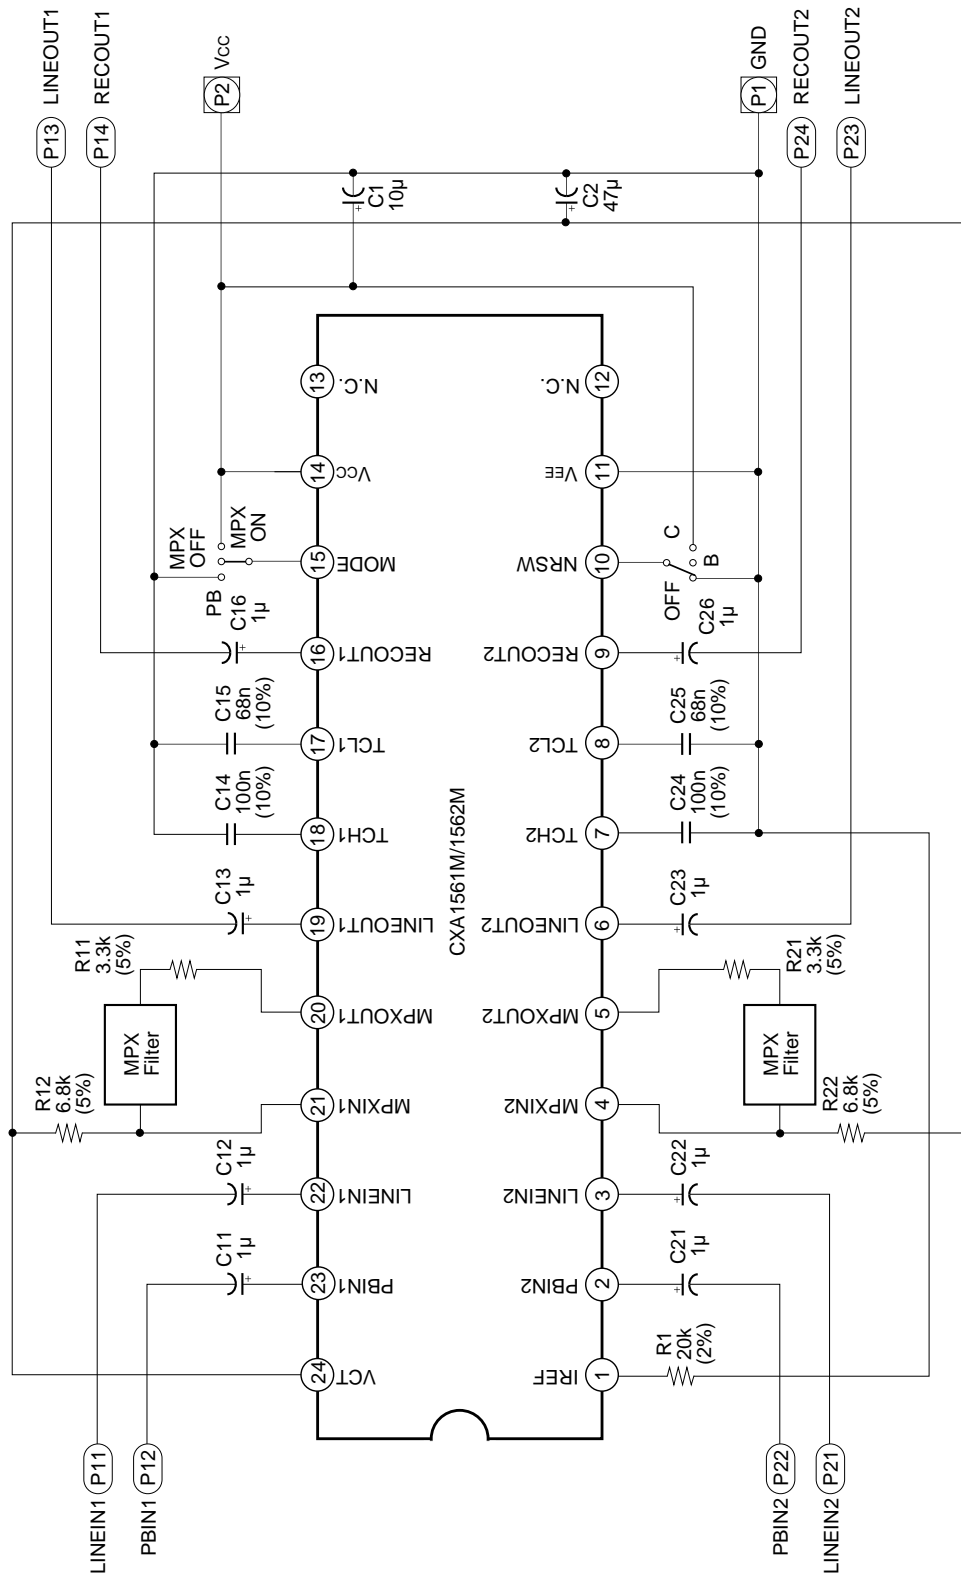 LINEOUT1
P13
RECOUT1
P14
Vcc
P2
GND
P1
RECOUT2
P24
LINEOUT2
P23
C1
10μ
C2
47μ
13
N.C.
14
Vcc
15
MODE
16
RECOUT1
17
TCL1
18
TCH1
19
LINEOUT1
20
MPXOUT1
21
MPXIN1
22
LINEIN1
23
PBIN1
24
VCT
12
N.C.
11
VEE
10
NRSW
9
RECOUT2
8
TCL2
7
TCH2
6
LINEOUT2
5
MPXOUT2
4
MPXIN2
3
LINEIN2
2
PBIN2
1
IREF
CXA1561M/1562M
MPX
OFF
MPX
ON
PB
C16
1μ
C15
68n
(10%)
C14
100n
(10%)
C13
1μ
R11
3.3k
(5%)
MPX
Filter
R12
6.8k
(5%)
C12
1μ
C11
1μ
C
B
OFF
C26
1μ
C25
68n
(10%)
C24
100n
(10%)
C23
1μ
R21
3.3k
(5%)
MPX
Filter
R22
6.8k
(5%)
C22
1μ
C21
1μ
R1
20k
(2%)
LINEIN1
P11
PBIN1
P12
PBIN2
P22
LINEIN2
P21